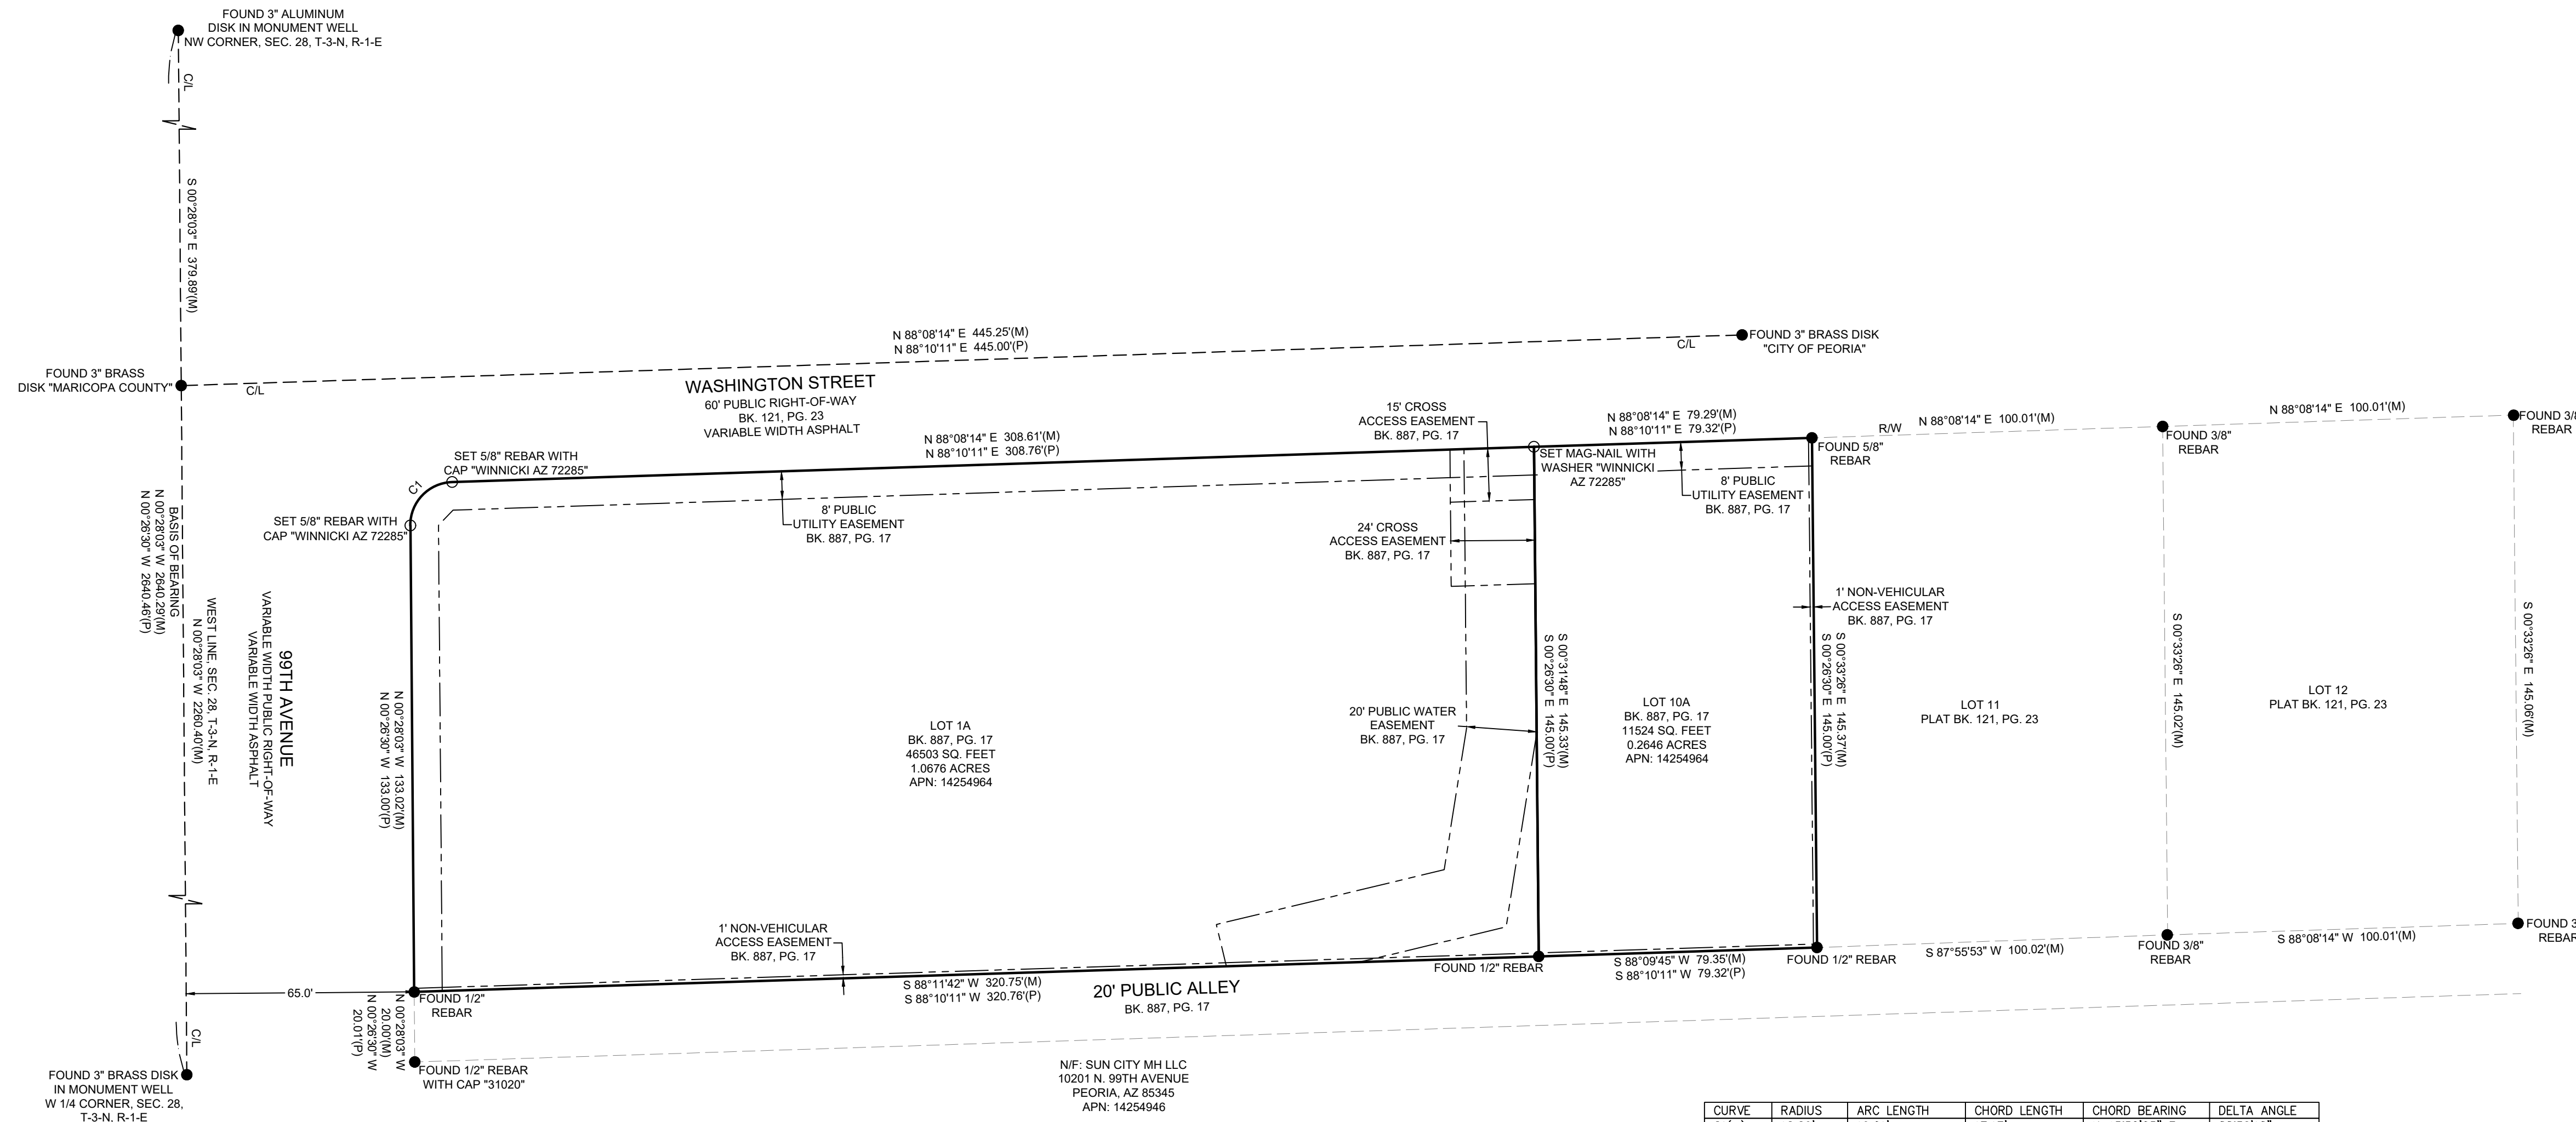 FOUND 3" ALUMINUM
DISK IN MONUMENT WELL
NW CORNER, SEC. 28, T-3-N, R-1-E
C/L
S 00°28'03" E 379.89'(M)
FOUND 3" BRASS
DISK "MARICOPA COUNTY"
C/L
N 88°08'14" E 445.25'(M)
N 88°10'11" E 445.00'(P)
C/L
FOUND 3" BRASS DISK
"CITY OF PEORIA"
WASHINGTON STREET
60' PUBLIC RIGHT-OF-WAY
BK. 121, PG. 23
VARIABLE WIDTH ASPHALT
N 88°08'14" E 308.61'(M)
N 88°10'11" E 308.76'(P)
15' CROSS
ACCESS EASEMENT
BK. 887, PG. 17
N 88°08'14" E 79.29'(M)
N 88°10'11" E 79.32'(P)
R/W
N 88°08'14" E 100.01'(M)
N 88°08'14" E 100.01'(M)
FOUND 5/8"
REBAR
FOUND 3/8"
REBAR
FOUND 3/8
REBAR
SET 5/8" REBAR WITH
CAP "WINNICKI AZ 72285"
C1
SET 5/8" REBAR WITH
CAP "WINNICKI AZ 72285"
SET MAG-NAIL WITH
WASHER "WINNICKI
AZ 72285"
8' PUBLIC
UTILITY EASEMENT
BK. 887, PG. 17
8' PUBLIC
UTILITY EASEMENT
BK. 887, PG. 17
24' CROSS
ACCESS EASEMENT
BK. 887, PG. 17
1' NON-VEHICULAR
ACCESS EASEMENT
BK. 887, PG. 17
BASIS OF BEARING
N 00°28'03" W 2640.29'(M)
N 00°26'30" W 2640.46'(P)
WEST LINE, SEC. 28, T-3-N, R-1-E
N 00°28'03" W 2260.40'(M)
99TH AVENUE
VARIABLE WIDTH PUBLIC RIGHT-OF-WAY
VARIABLE WIDTH ASPHALT
N 00°28'03" W 133.02'(M)
N 00°26'30" W 133.00'(P)
LOT 1A
BK. 887, PG. 17
46503 SQ. FEET
1.0676 ACRES
APN: 14254964
20' PUBLIC WATER
EASEMENT
BK. 887, PG. 17
S 00°31'48" E 145.33'(M)
S 00°26'30" E 145.00'(P)
LOT 10A
BK. 887, PG. 17
11524 SQ. FEET
0.2646 ACRES
APN: 14254964
S 00°33'26" E 145.37'(M)
S 00°26'30" E 145.00'(P)
LOT 11
PLAT BK. 121, PG. 23
S 00°33'26" E 145.02'(M)
LOT 12
PLAT BK. 121, PG. 23
S 00°33'26" E 145.06'(M)
1' NON-VEHICULAR
ACCESS EASEMENT
BK. 887, PG. 17
65.0'
FOUND 1/2"
REBAR
S 88°11'42" W 320.75'(M)
S 88°10'11" W 320.76'(P)
20' PUBLIC ALLEY
BK. 887, PG. 17
FOUND 1/2" REBAR
S 88°09'45" W 79.35'(M)
S 88°10'11" W 79.32'(P)
FOUND 1/2" REBAR
S 87°55'53" W 100.02'(M)
FOUND 3/8"
REBAR
S 88°08'14" W 100.01'(M)
FOUND 3
REBAR
N 00°28'03" W
20.00'(M)
N 00°26'30" W
20.01'(P)
C/L
FOUND 3" BRASS DISK
IN MONUMENT WELL
W 1/4 CORNER, SEC. 28,
T-3-N, R-1-E
FOUND 1/2" REBAR
WITH CAP "31020"
N/F: SUN CITY MH LLC
10201 N. 99TH AVENUE
PEORIA, AZ 85345
APN: 14254946
CURVE RADIUS ARC LENGTH CHORD LENGTH CHORD BEARING DELTA ANGLE